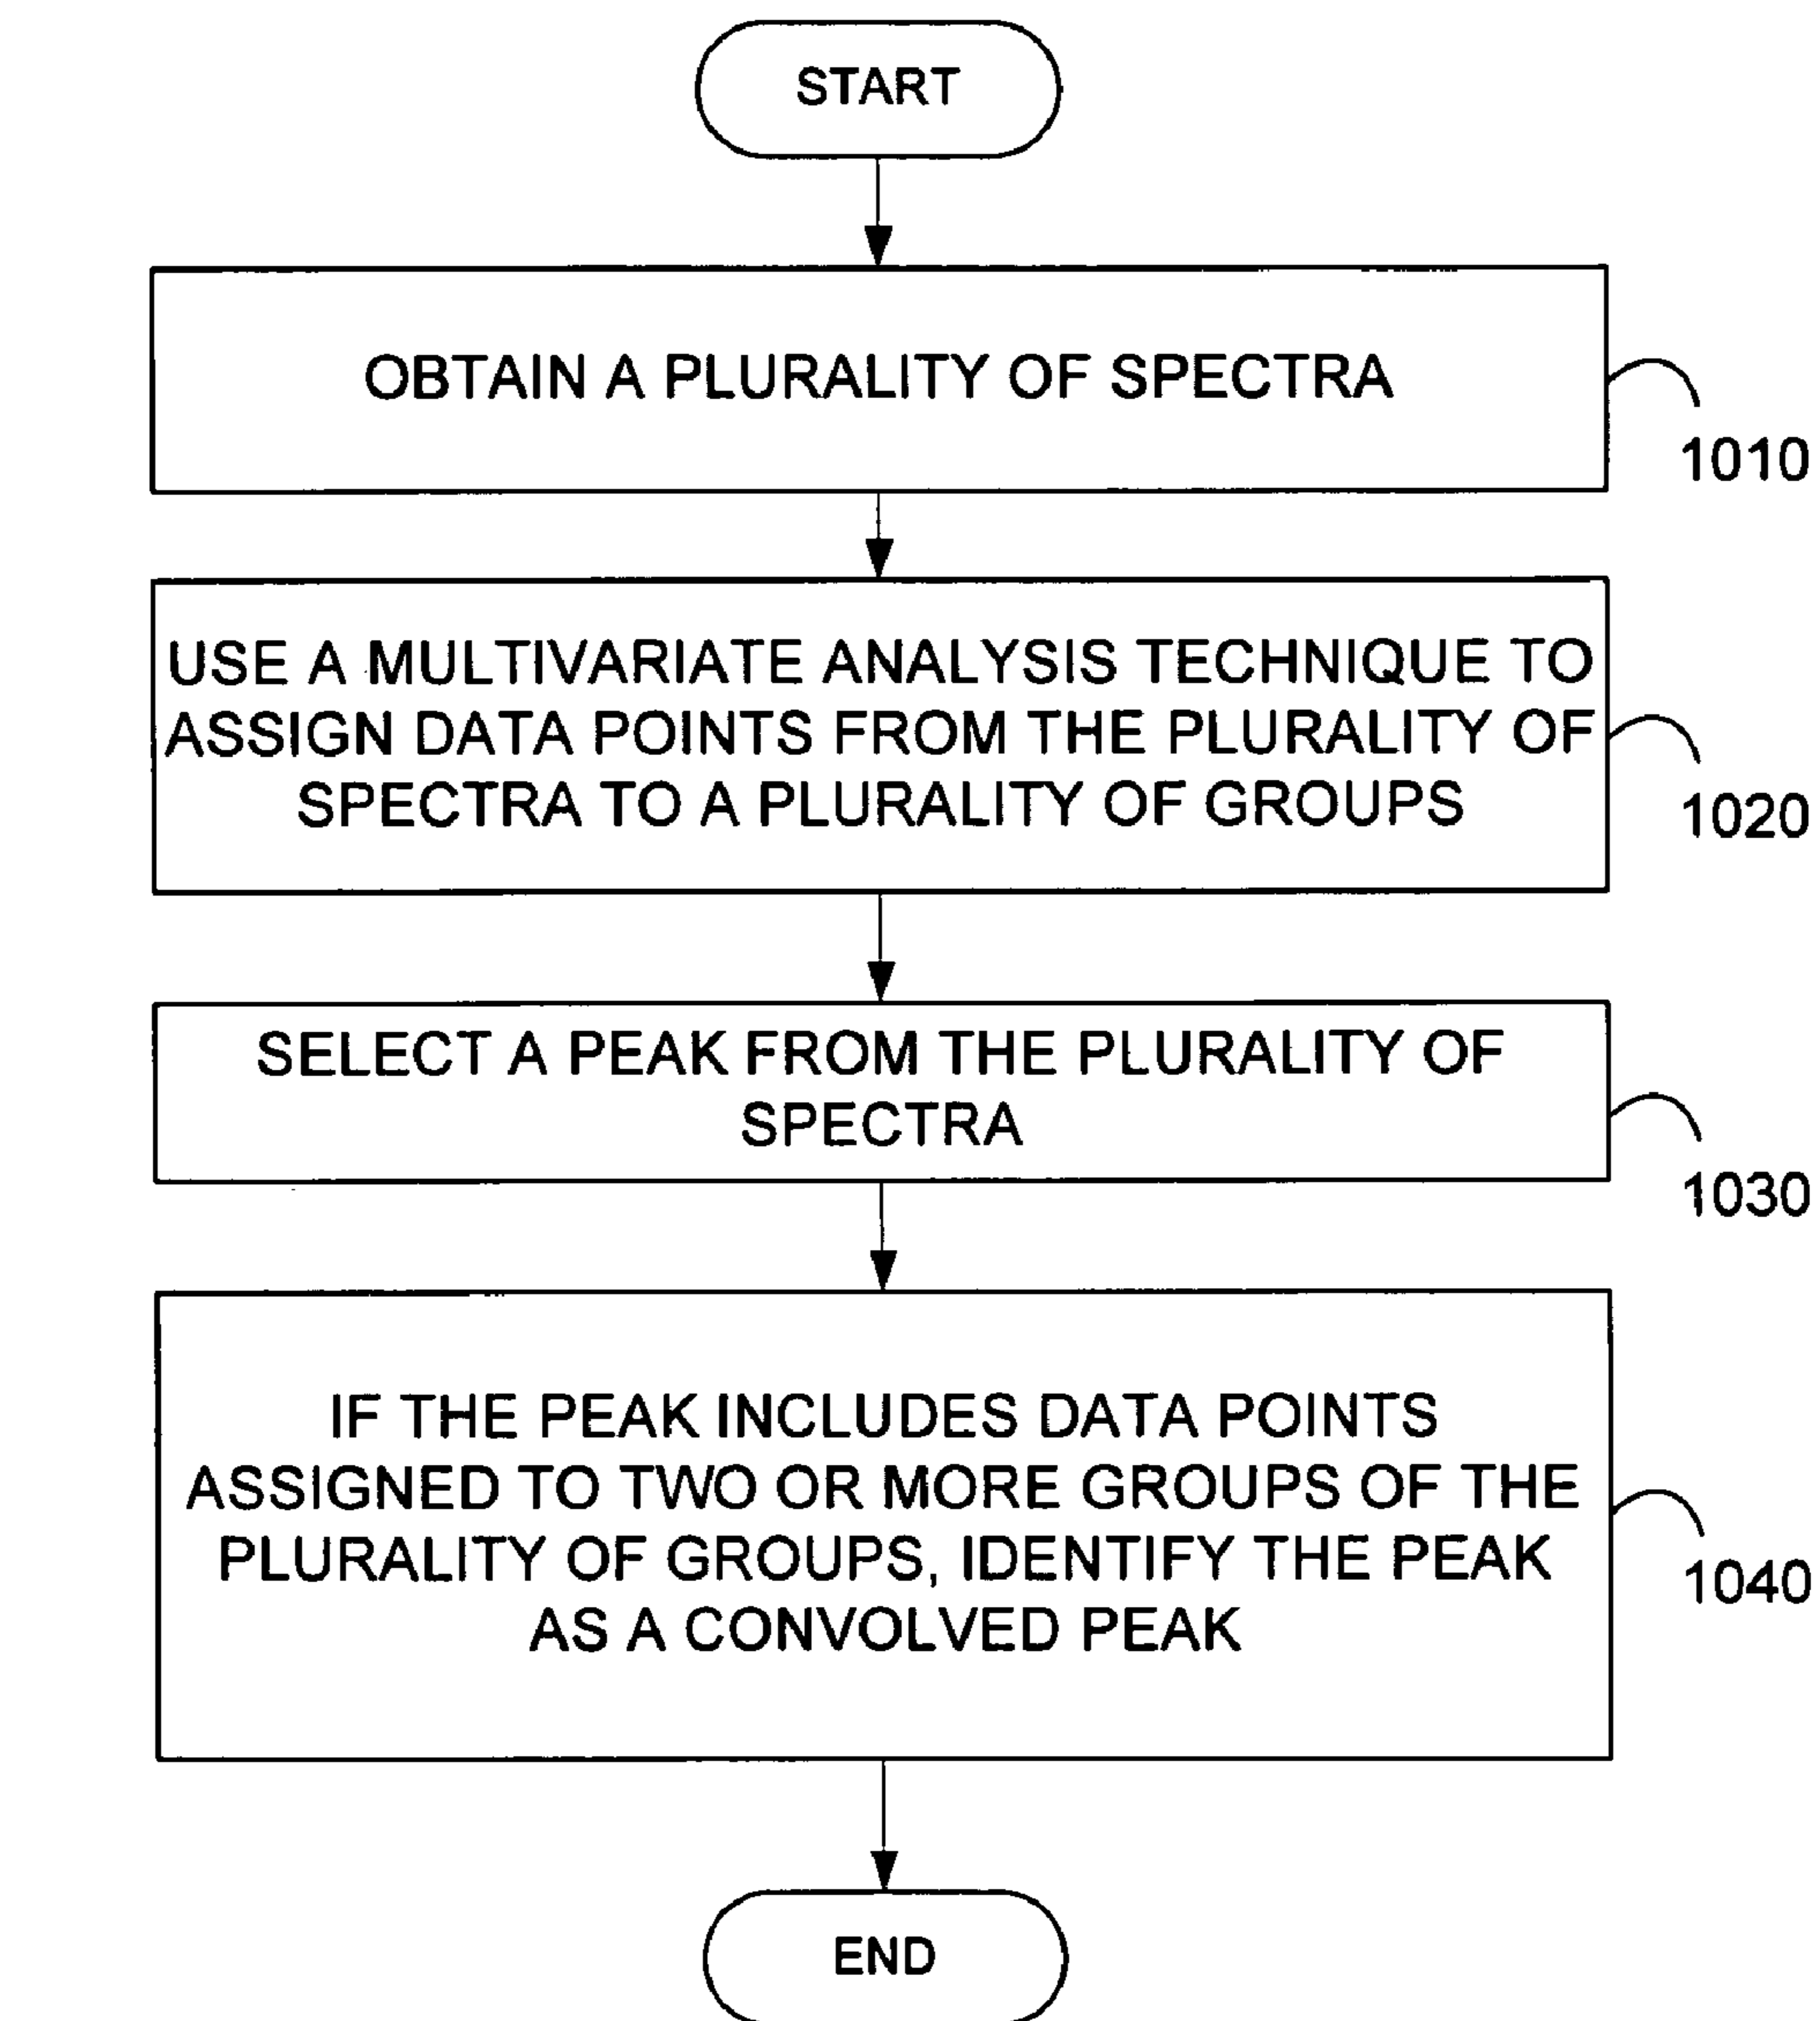 START
OBTAIN A PLURALITY OF SPECTRA
1010
USE A MULTIVARIATE ANALYSIS TECHNIQUE TO
ASSIGN DATA POINTS FROM THE PLURALITY OF
SPECTRA TO A PLURALITY OF GROUPS
1020
SELECT A PEAK FROM THE PLURALITY OF
SPECTRA
1030
IF THE PEAK INCLUDES DATA POINTS
ASSIGNED TO TWO OR MORE GROUPS OF THE
PLURALITY OF GROUPS, IDENTIFY THE PEAK
AS A CONVOLVED PEAK
1040
END